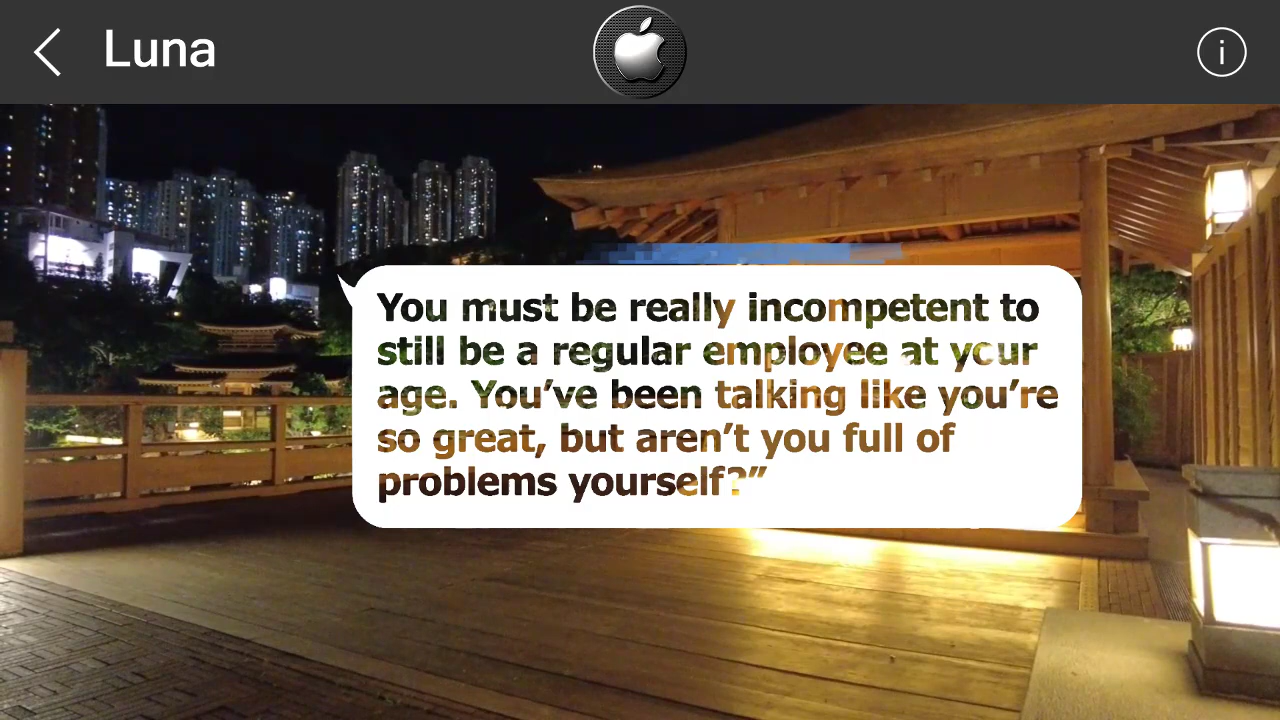 Luna
i
You must be really incompetent to
still be a regular employee at your
age. You’ve been talking like you’re
so great, but aren’t you full of
problems yourself?”